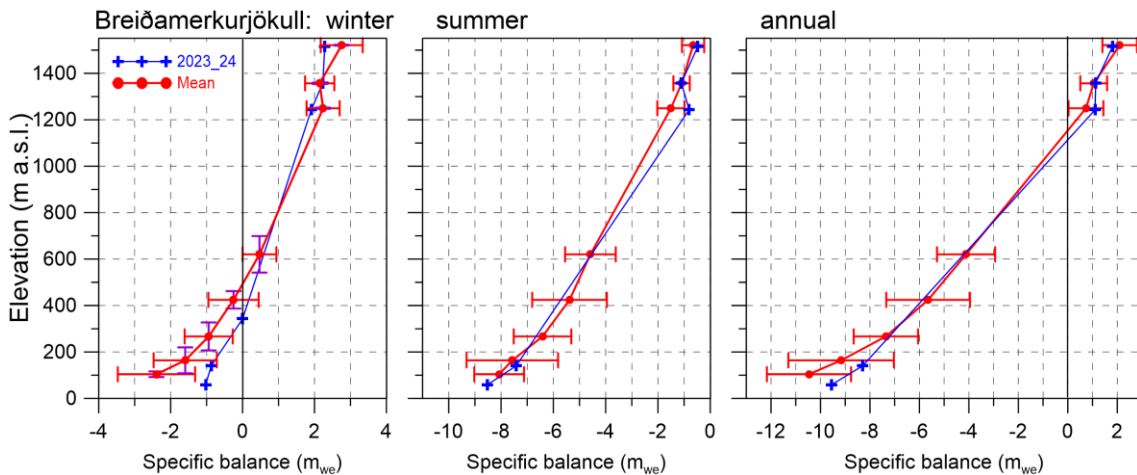 Breiðamerkurjökull: winter
summer
annual
2023_24
Mean
Elevation (m a.s.l.)
1400
1200
1000
800
600
400
200
0
-4 -2 0 2 4
-10 -8 -6 -4 -2 0
-12 -10 -8 -6 -4 -2 0 2
Specific balance (mwe)
Specific balance (mwe)
Specific balance (mwe)